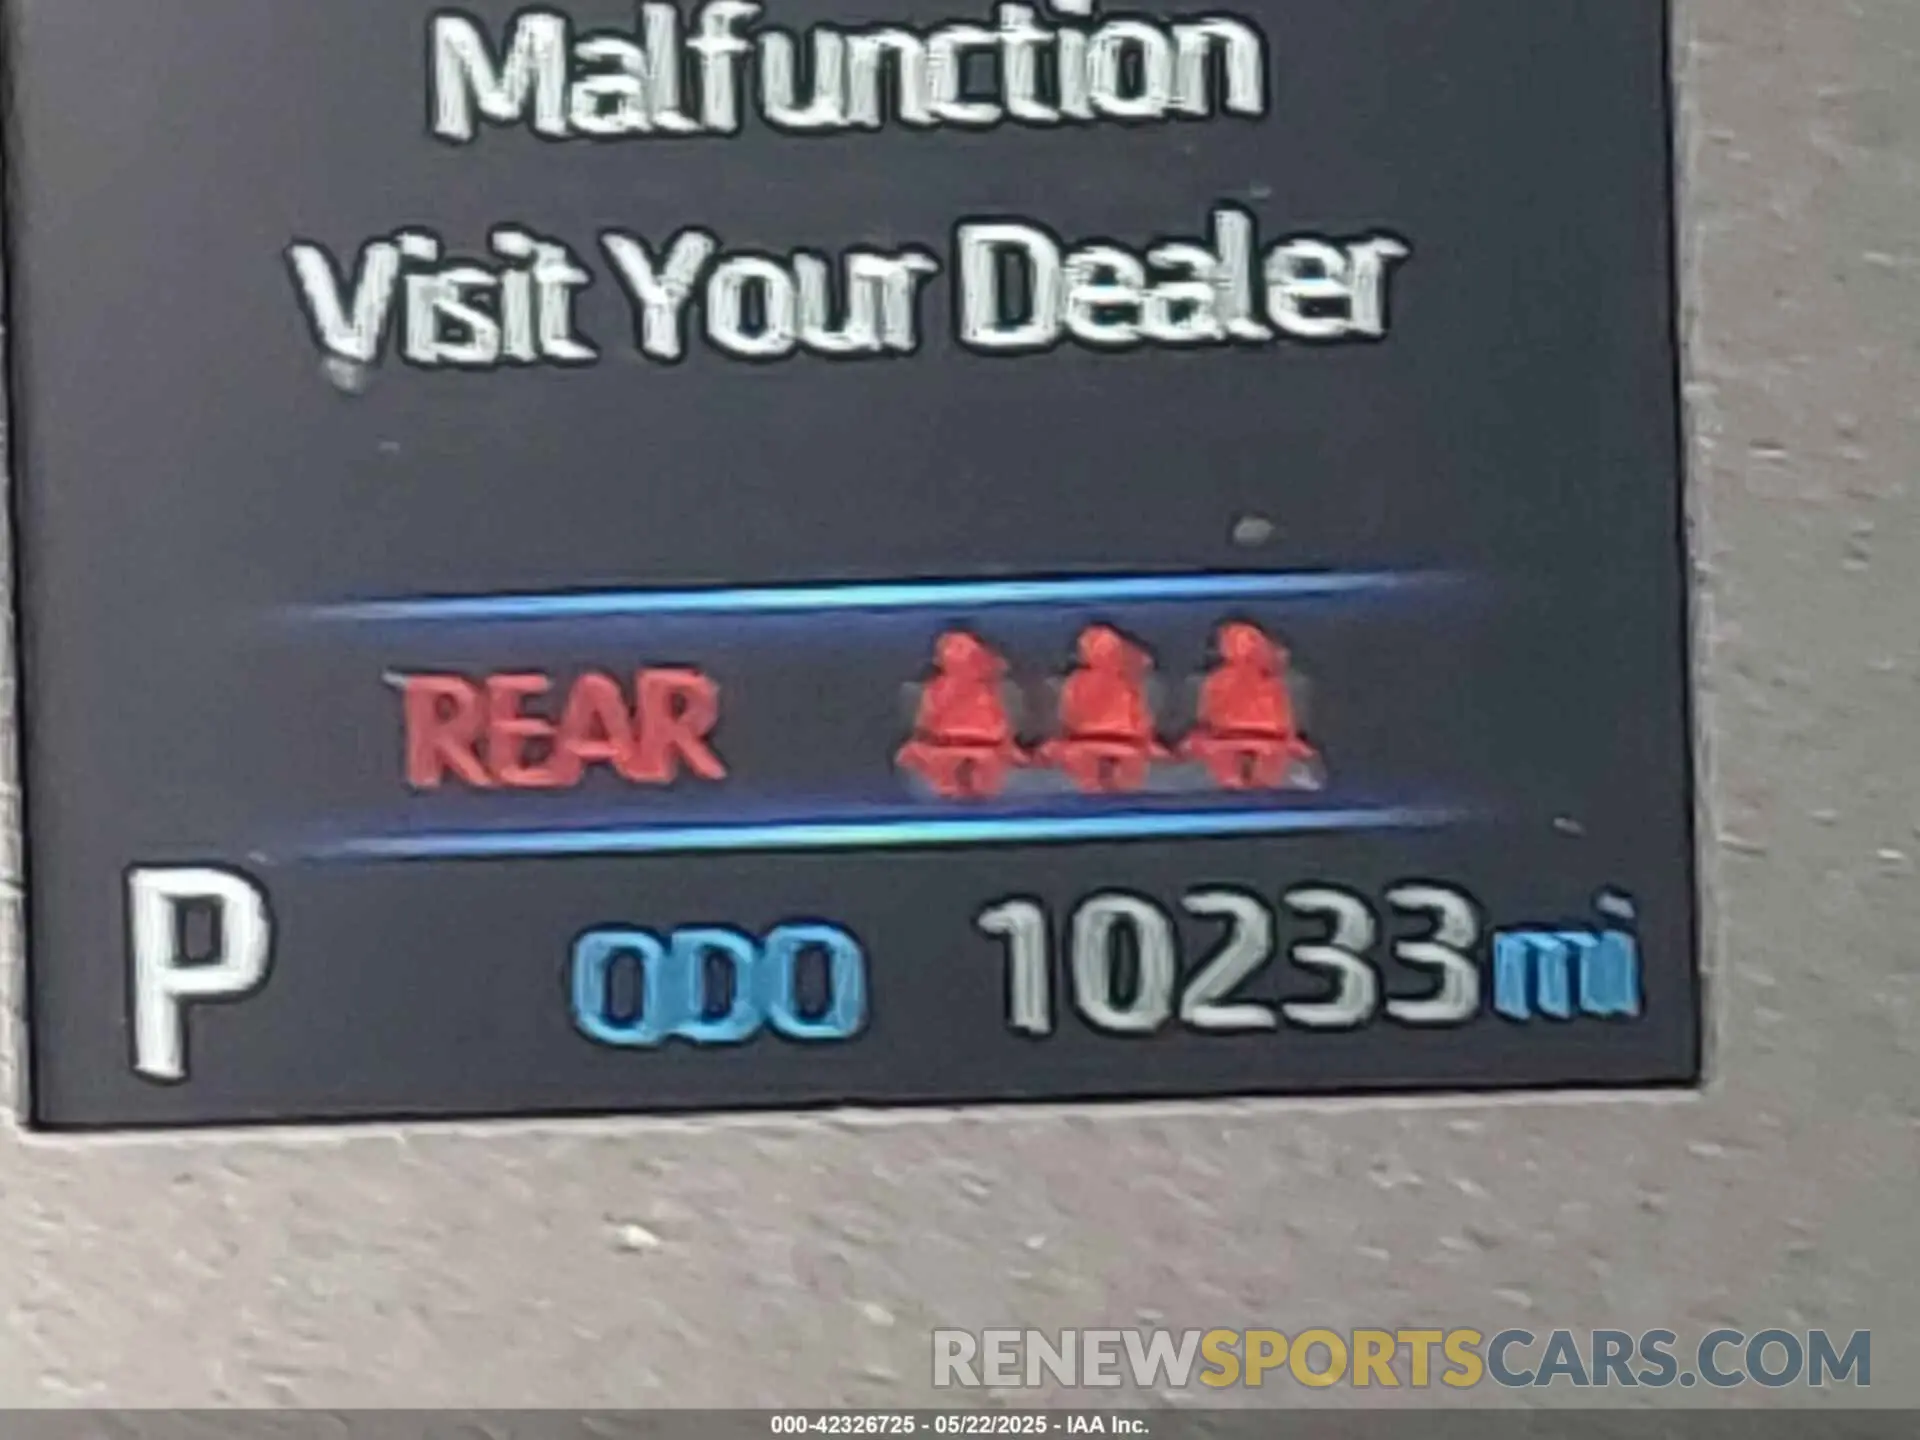 Malfunction
Visit Your Dealer
REAR
P ODO 10233mi
RENEWSPORTSCARS.COM
000-42326725 - 05/22/2025 - IAA Inc.